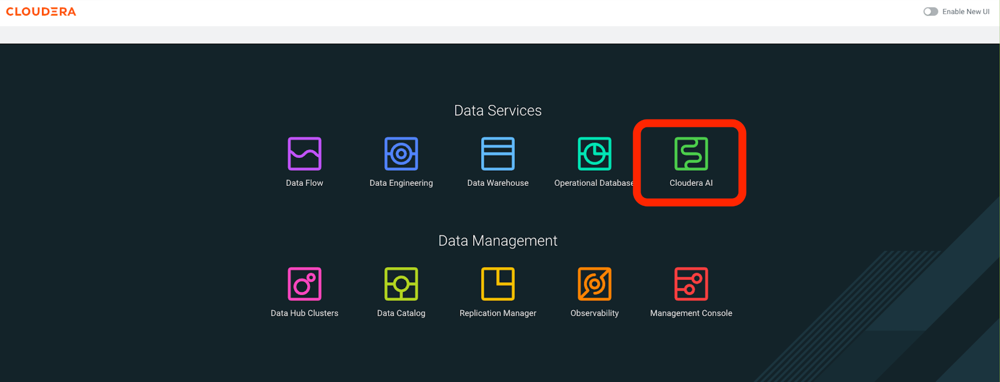 CLOUDERA
Enable New UI
Data Services
Data Flow
Data Engineering
Data Warehouse
Operational Database
Cloudera AI
Data Management
Data Hub Clusters
Data Catalog
Replication Manager
Observability
Management Console